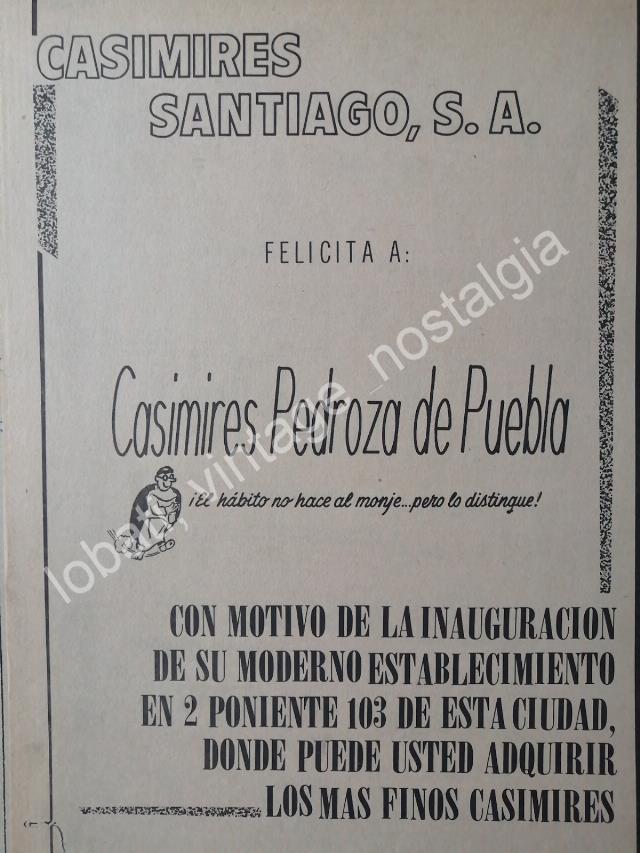 CASIMIRES
SANTIAGO, S. A.
FELICITA A:
Casimires Pedroza de Puebla
¡El hábito no hace al monje...pero lo distingue!
CON MOTIVO DE LA INAUGURACION
DE SU MODERNO ESTABLECIMIENTO
EN 2 PONIENTE 103 DE ESTA CIUDAD,
DONDE PUEDE USTED ADQUIRIR
LOS MAS FINOS CASIMIRES